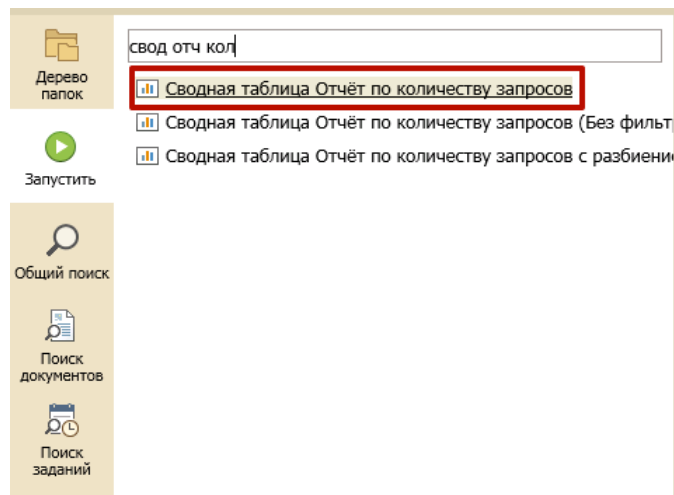 Дерево
папок
Запустить
Общий поиск
Поиск
документов
Поиск
заданий
свод отч кол
Сводная таблица Отчёт по количеству запросов
Сводная таблица Отчёт по количеству запросов (Без фильт
Сводная таблица Отчёт по количеству запросов с разбиени